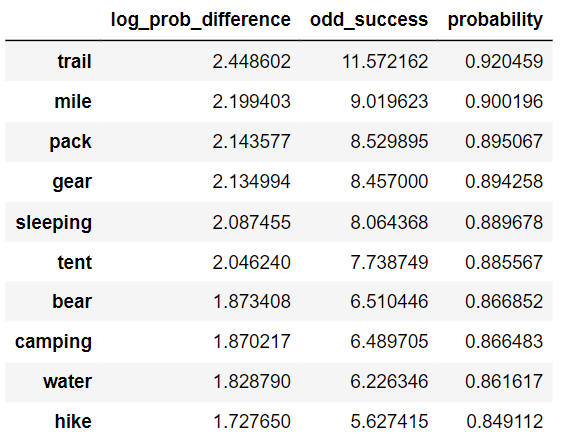 log_prob_difference odd_success probability
trail 2.448602 11.572162 0.920459
mile 2.199403 9.019623 0.900196
pack 2.143577 8.529895 0.895067
gear 2.134994 8.457000 0.894258
sleeping 2.087455 8.064368 0.889678
tent 2.046240 7.738749 0.885567
bear 1.873408 6.510446 0.866852
camping 1.870217 6.489705 0.866483
water 1.828790 6.226346 0.861617
hike 1.727650 5.627415 0.849112